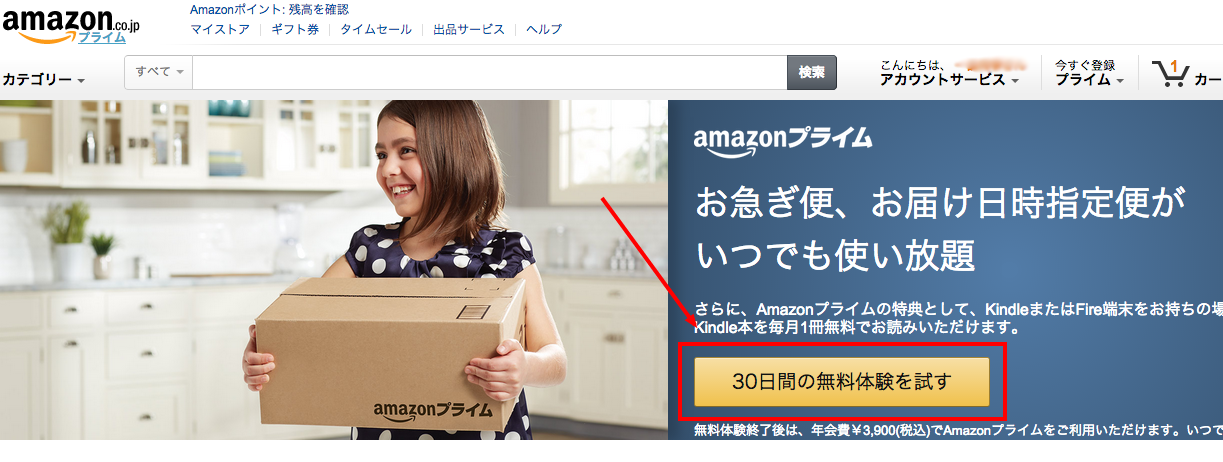 amazon.co.jp
プライム
Amazonポイント: 残高を確認
マイストア ギフト券 タイムセール 出品サービス ヘルプ
カテゴリー
すべて
検索
こんにちは、
アカウントサービス
今すぐ登録
プライム
1
カー
amazonプライム
お急ぎ便、お届け日時指定便が
いつでも使い放題
さらに、Amazonプライムの特典として、KindleまたはFire端末をお持ちの場
Kindle本を毎月1冊無料でお読みいただけます。
30日間の無料体験を試す
無料体験終了後は、年会費￥3,900(税込)でAmazonプライムをご利用いただけます。いつで
amazonプライム